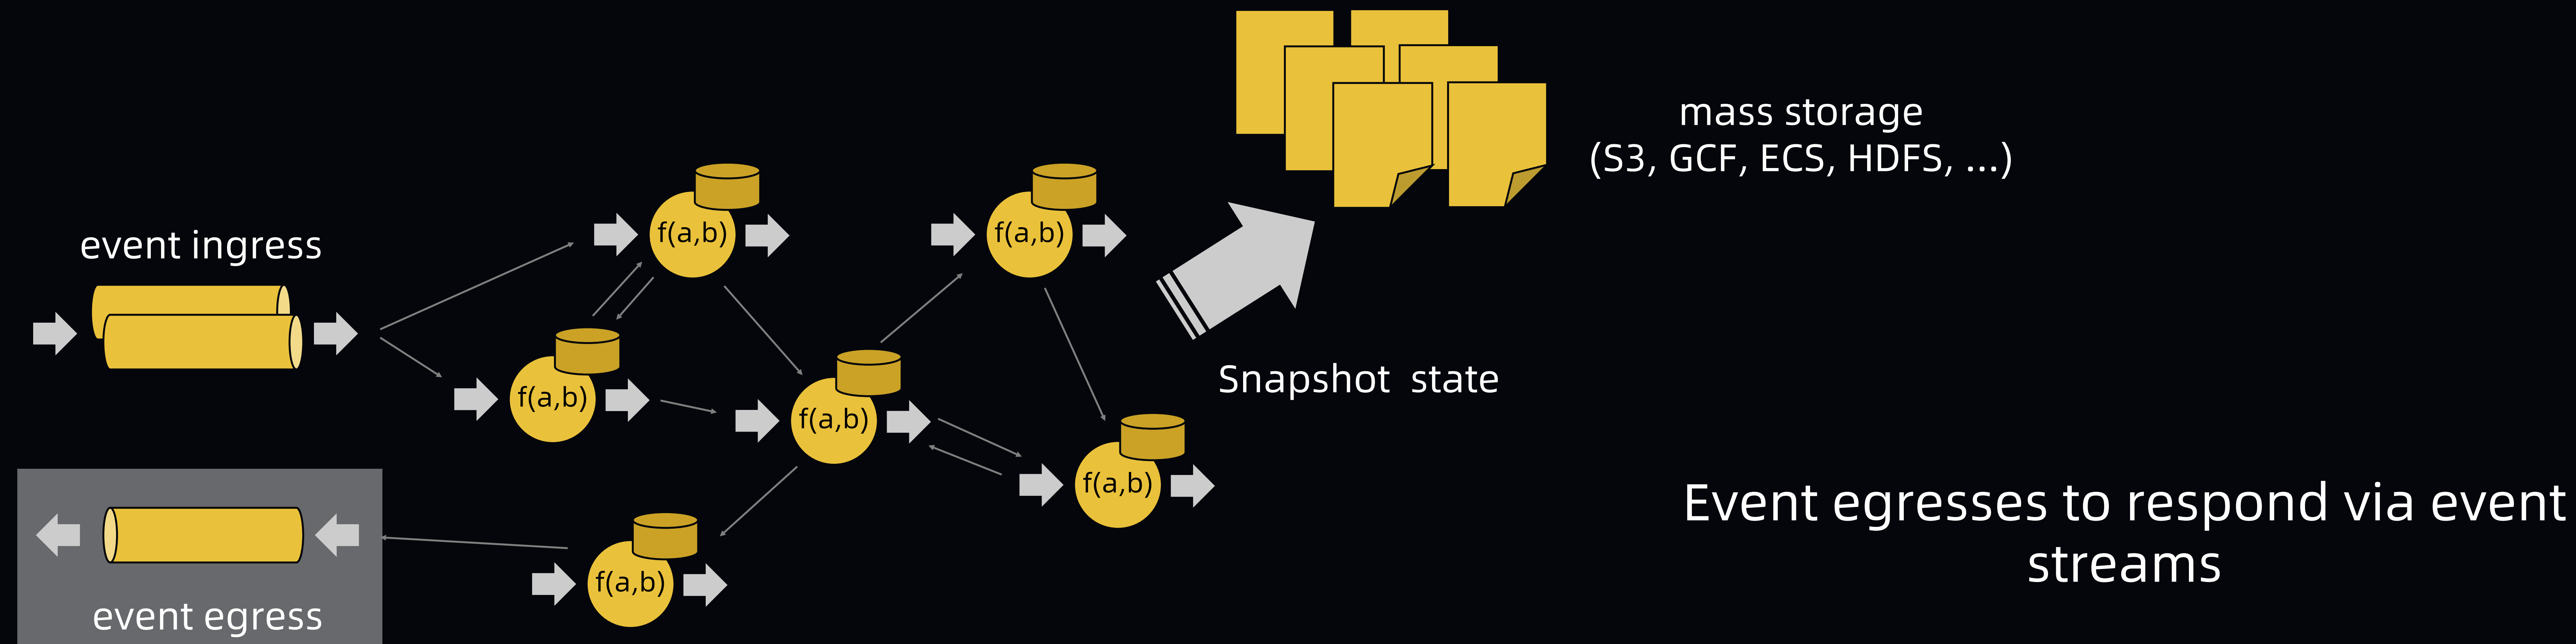 mass storage
(S3, GCF, ECS, HDFS, ...)
event ingress
f(a,b)
f(a,b)
f(a,b)
f(a,b)
f(a,b)
f(a,b)
Snapshot state
Event egresses to respond via event
streams
event egress